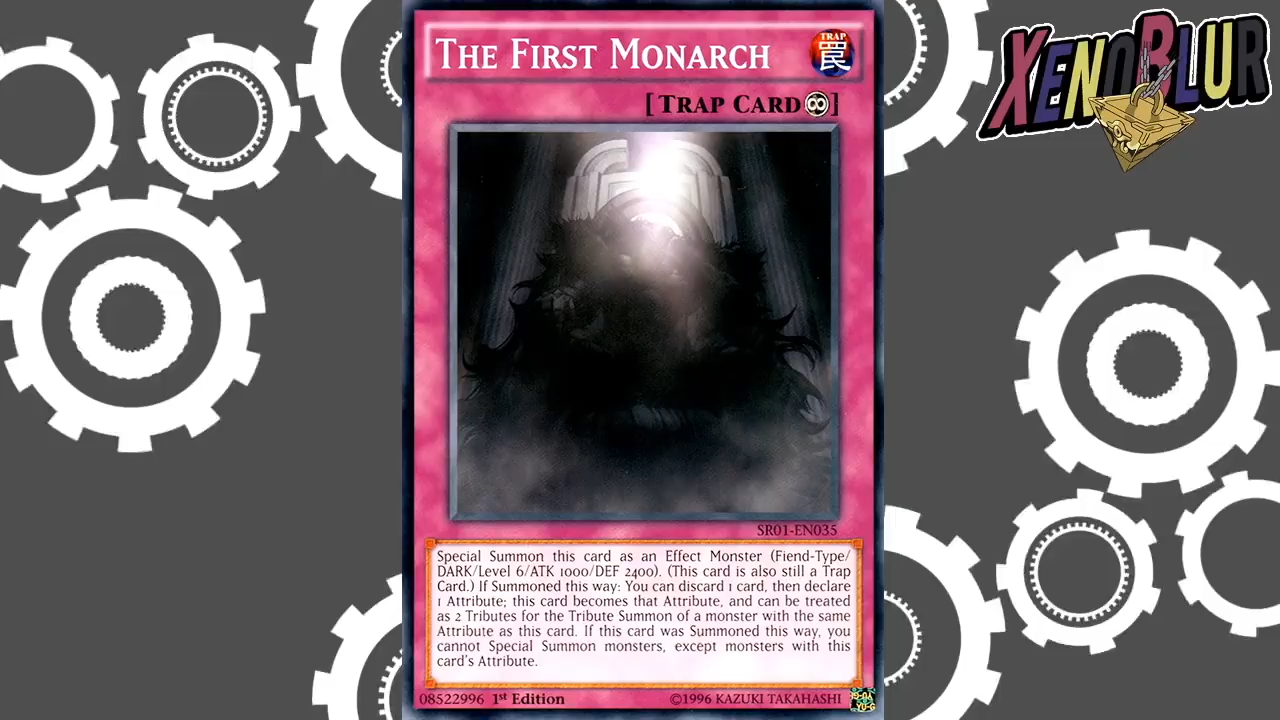 XENOBLUR
THE FIRST MONARCH
TRAP
罠
[TRAP CARD ]
SR01-EN035
Special Summon this card as an Effect Monster (Fiend-Type/
DARK/Level 6/ATK 1000/DEF 2400). (This card is also still a Trap
Card.) If Summoned this way: You can discard 1 card, then declare
1 Attribute; this card becomes that Attribute, and can be treated
as 2 Tributes for the Tribute Summon of a monster with the same
Attribute as this card. If this card was Summoned this way, you
cannot Special Summon monsters, except monsters with this
card's Attribute.
08522996 1st Edition ©1996 KAZUKI TAKAHASHI